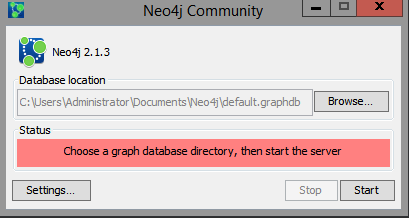 Neo4j Community
Neo4j 2.1.3
Database location
C:\Users\Administrator\Documents\Neo4j\default.graphdb
Browse...
Status
Choose a graph database directory, then start the server
Settings...
Stop
Start